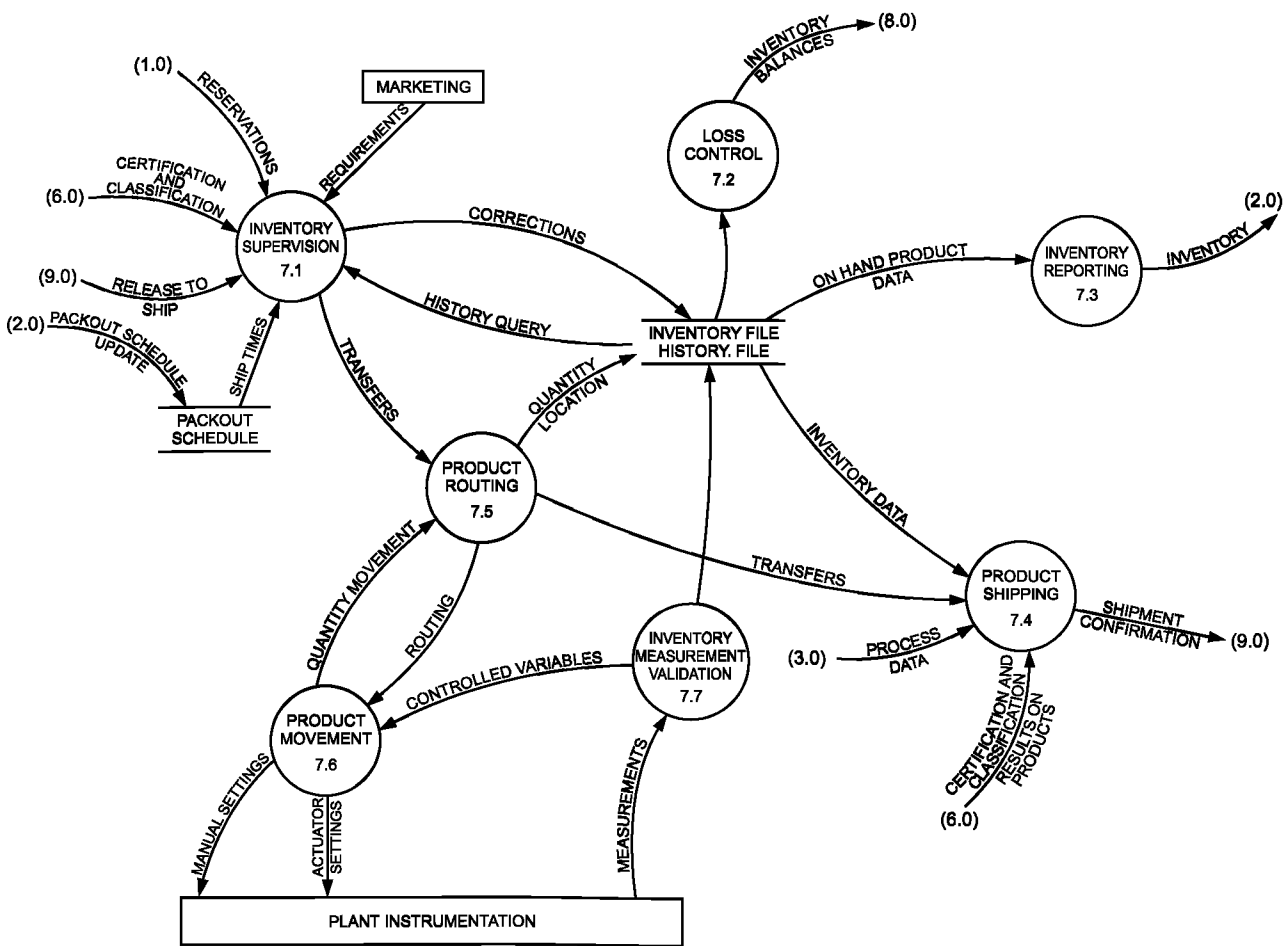 (8.0)
INVENTORY
BALANCES
(1.0)
RESERVATIONS
MARKETING
REQUIREMENTS
LOSS
CONTROL
7.2
CERTIFICATION
AND
CLASSIFICATION
(6.0)
INVENTORY
SUPERVISION
7.1
CORRECTIONS
(2.0)
INVENTORY
ON HAND PRODUCT
DATA
INVENTORY
REPORTING
7.3
(9.0)
RELEASE TO
SHIP
HISTORY QUERY
(2.0)
PACKOUT SCHEDULE
UPDATE
SHIP TIMES
INVENTORY FILE
HISTORY. FILE
TRANSFERS
QUANTITY
LOCATION
PACKOUT
SCHEDULE
PRODUCT
ROUTING
7.5
INVENTORY DATA
QUANTITY MOVEMENT
ROUTING
TRANSFERS
PRODUCT
SHIPPING
7.4
SHIPMENT
CONFIRMATION
(9.0)
(3.0)
PROCESS
DATA
INVENTORY
MEASUREMENT
VALIDATION
7.7
CONTROLLED VARIABLES
CERTIFICATION AND
CLASSIFICATION
RESULTS ON
PRODUCTS
(6.0)
PRODUCT
MOVEMENT
7.6
MANUAL SETTINGS
ACTUATOR
SETTINGS
MEASUREMENTS
PLANT INSTRUMENTATION